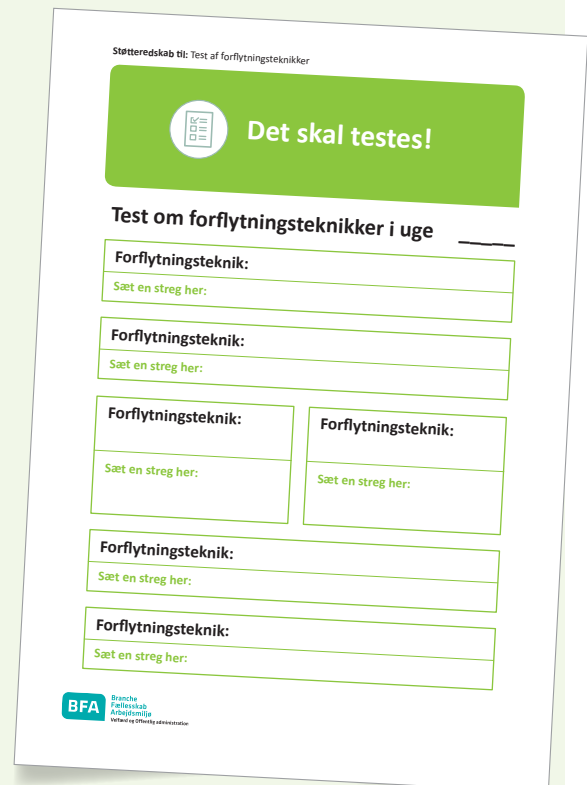 Støtteredskab til: Test af forflytningsteknikker
Det skal testes!
Test om forflytningsteknikker i uge ____
Forflytningsteknik:
Sæt en streg her:
Forflytningsteknik:
Sæt en streg her:
Forflytningsteknik:
Sæt en streg her:
Forflytningsteknik:
Sæt en streg her:
Forflytningsteknik:
Sæt en streg her:
Forflytningsteknik:
Sæt en streg her:
BFA
Branche
Fællesskab
Arbejdsmiljø
Velfærd og Offentlig administration